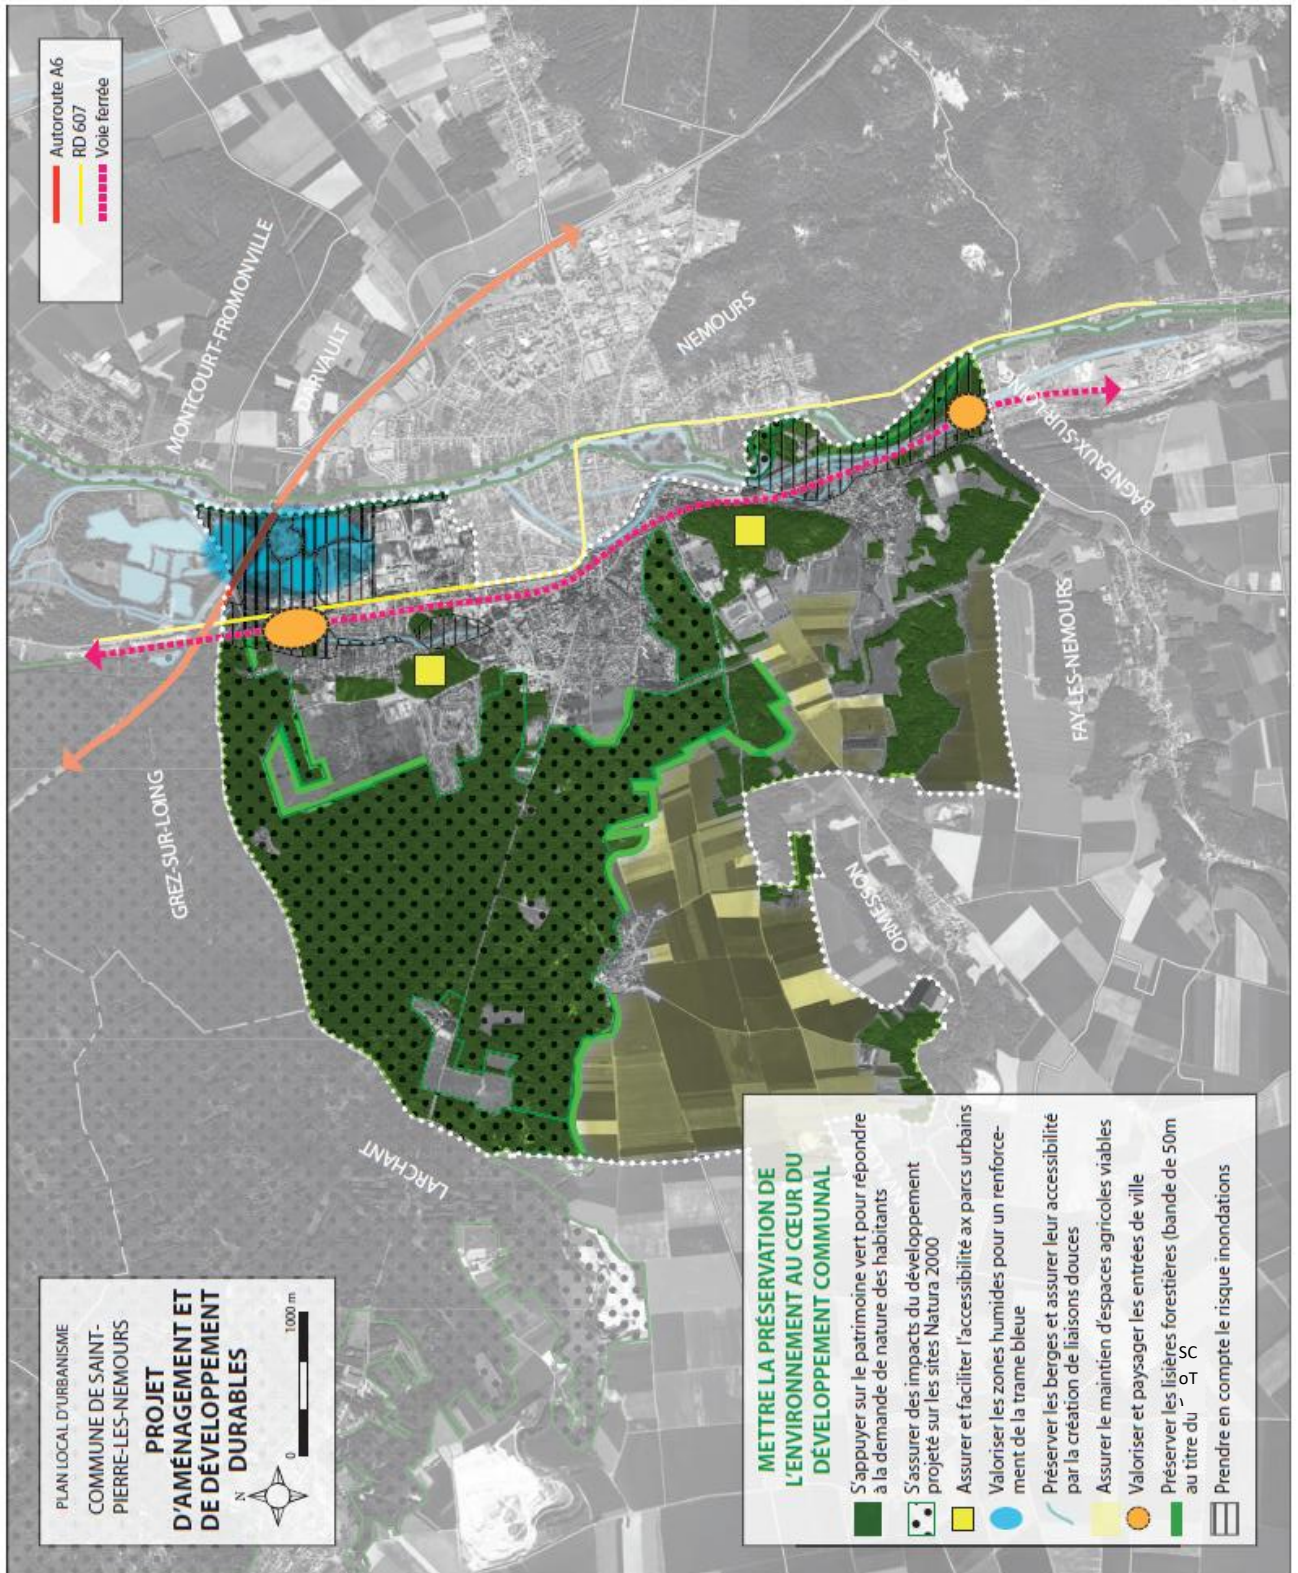 PLAN LOCAL D'URBANISME
COMMUNE DE SAINT-
PIERRE-LES-NEMOURS
PROJET
D'AMÉNAGEMENT ET
DE DÉVELOPPEMENT
DURABLES
N
0
1000 m
Autoroute A6
RD 607
Voie ferrée
LARCHANT
GREZ-SUR-LOING
MONTCOURT-FROMONVILLE
DARVAULT
NEMOURS
ORMESSON
FAY-LES-NEMOURS
BAGNEAUX-SUR-LOING
METTRE LA PRÉSERVATION DE
L'ENVIRONNEMENT AU CŒUR DU
DÉVELOPPEMENT COMMUNAL
S'appuyer sur le patrimoine vert pour répondre
à la demande de nature des habitants
S'assurer des impacts du développement
projeté sur les sites Natura 2000
Assurer et faciliter l'accessibilité ax parcs urbains
Valoriser les zones humides pour un renforce-
ment de la trame bleue
Préserver les berges et assurer leur accessibilité
par la création de liaisons douces
Assurer le maintien d'espaces agricoles viables
Valoriser et paysager les entrées de ville
Préserver les lisières forestières (bande de 50m
au titre du
SC
oT
Prendre en compte le risque inondations